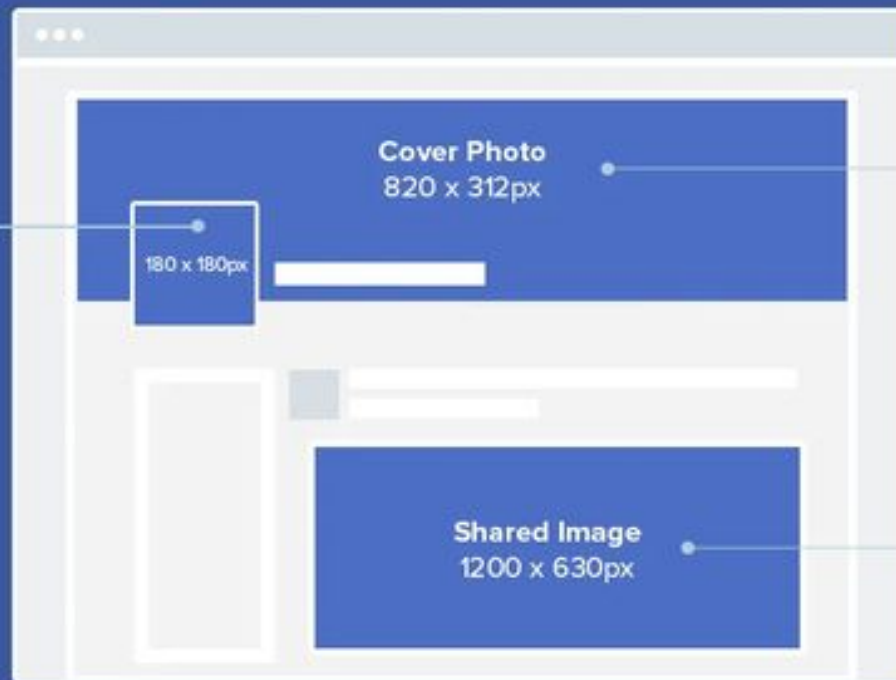 Cover Photo
820 x 312px
180 x 180px
Shared Image
1200 x 630px